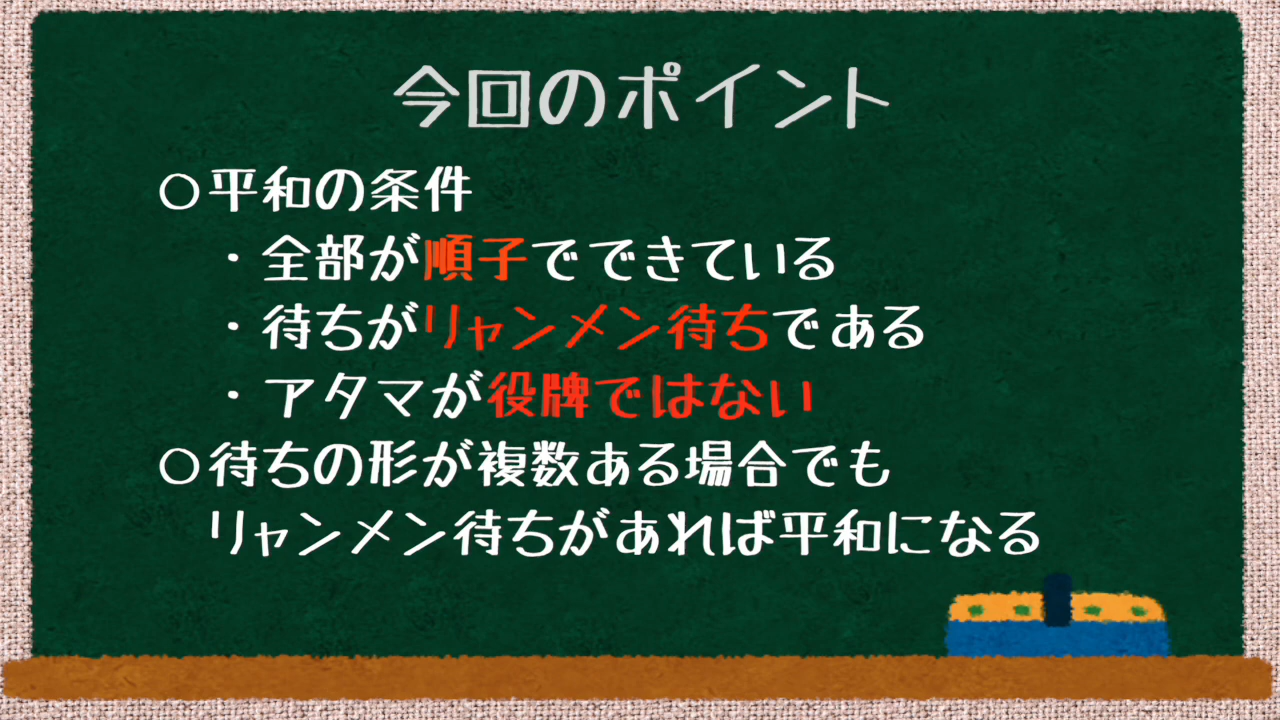 今回のポイント
○平和の条件
・全部が順子でできている
・待ちがリャンメン待ちである
・アタマが役牌ではない
○待ちの形が複数ある場合でも
リャンメン待ちがあれば平和になる